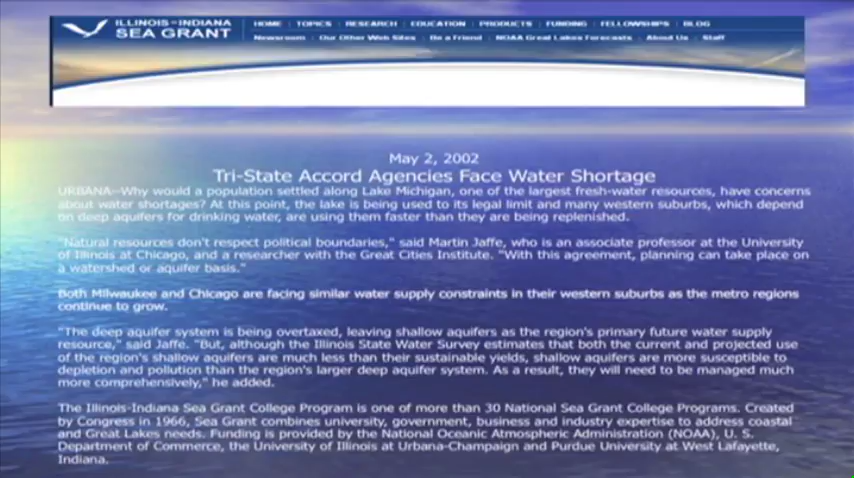 ILLINOIS-INDIANA
SEA GRANT
HOME TOPICS RESEARCH EDUCATION PRODUCTS FUNDING FELLOWSHIPS BLOG
Newsroom Our Other Web Sites Be a Friend NOAA Great Lakes Forecasts About Us Staff
May 2, 2002
Tri-State Accord Agencies Face Water Shortage
URBANA--Why would a population settled along Lake Michigan, one of the largest fresh-water resources, have concerns
about water shortages? At this point, the lake is being used to its legal limit and many western suburbs, which depend
on deep aquifers for drinking water, are using them faster than they are being replenished.
"Natural resources don't respect political boundaries," said Martin Jaffe, who is an associate professor at the University
of Illinois at Chicago, and a researcher with the Great Cities Institute. "With this agreement, planning can take place on
a watershed or aquifer basis."
Both Milwaukee and Chicago are facing similar water supply constraints in their western suburbs as the metro regions
continue to grow.
"The deep aquifer system is being overtaxed, leaving shallow aquifers as the region's primary future water supply
resource," said Jaffe. "But, although the Illinois State Water Survey estimates that both the current and projected use
of the region's shallow aquifers are much less than their sustainable yields, shallow aquifers are more susceptible to
depletion and pollution than the region's larger deep aquifer system. As a result, they will need to be managed much
more comprehensively," he added.
The Illinois-Indiana Sea Grant College Program is one of more than 30 National Sea Grant College Programs. Created
by Congress in 1966, Sea Grant combines university, government, business and industry expertise to address coastal
and Great Lakes needs. Funding is provided by the National Oceanic Atmospheric Administration (NOAA), U. S.
Department of Commerce, the University of Illinois at Urbana-Champaign and Purdue University at West Lafayette,
Indiana.